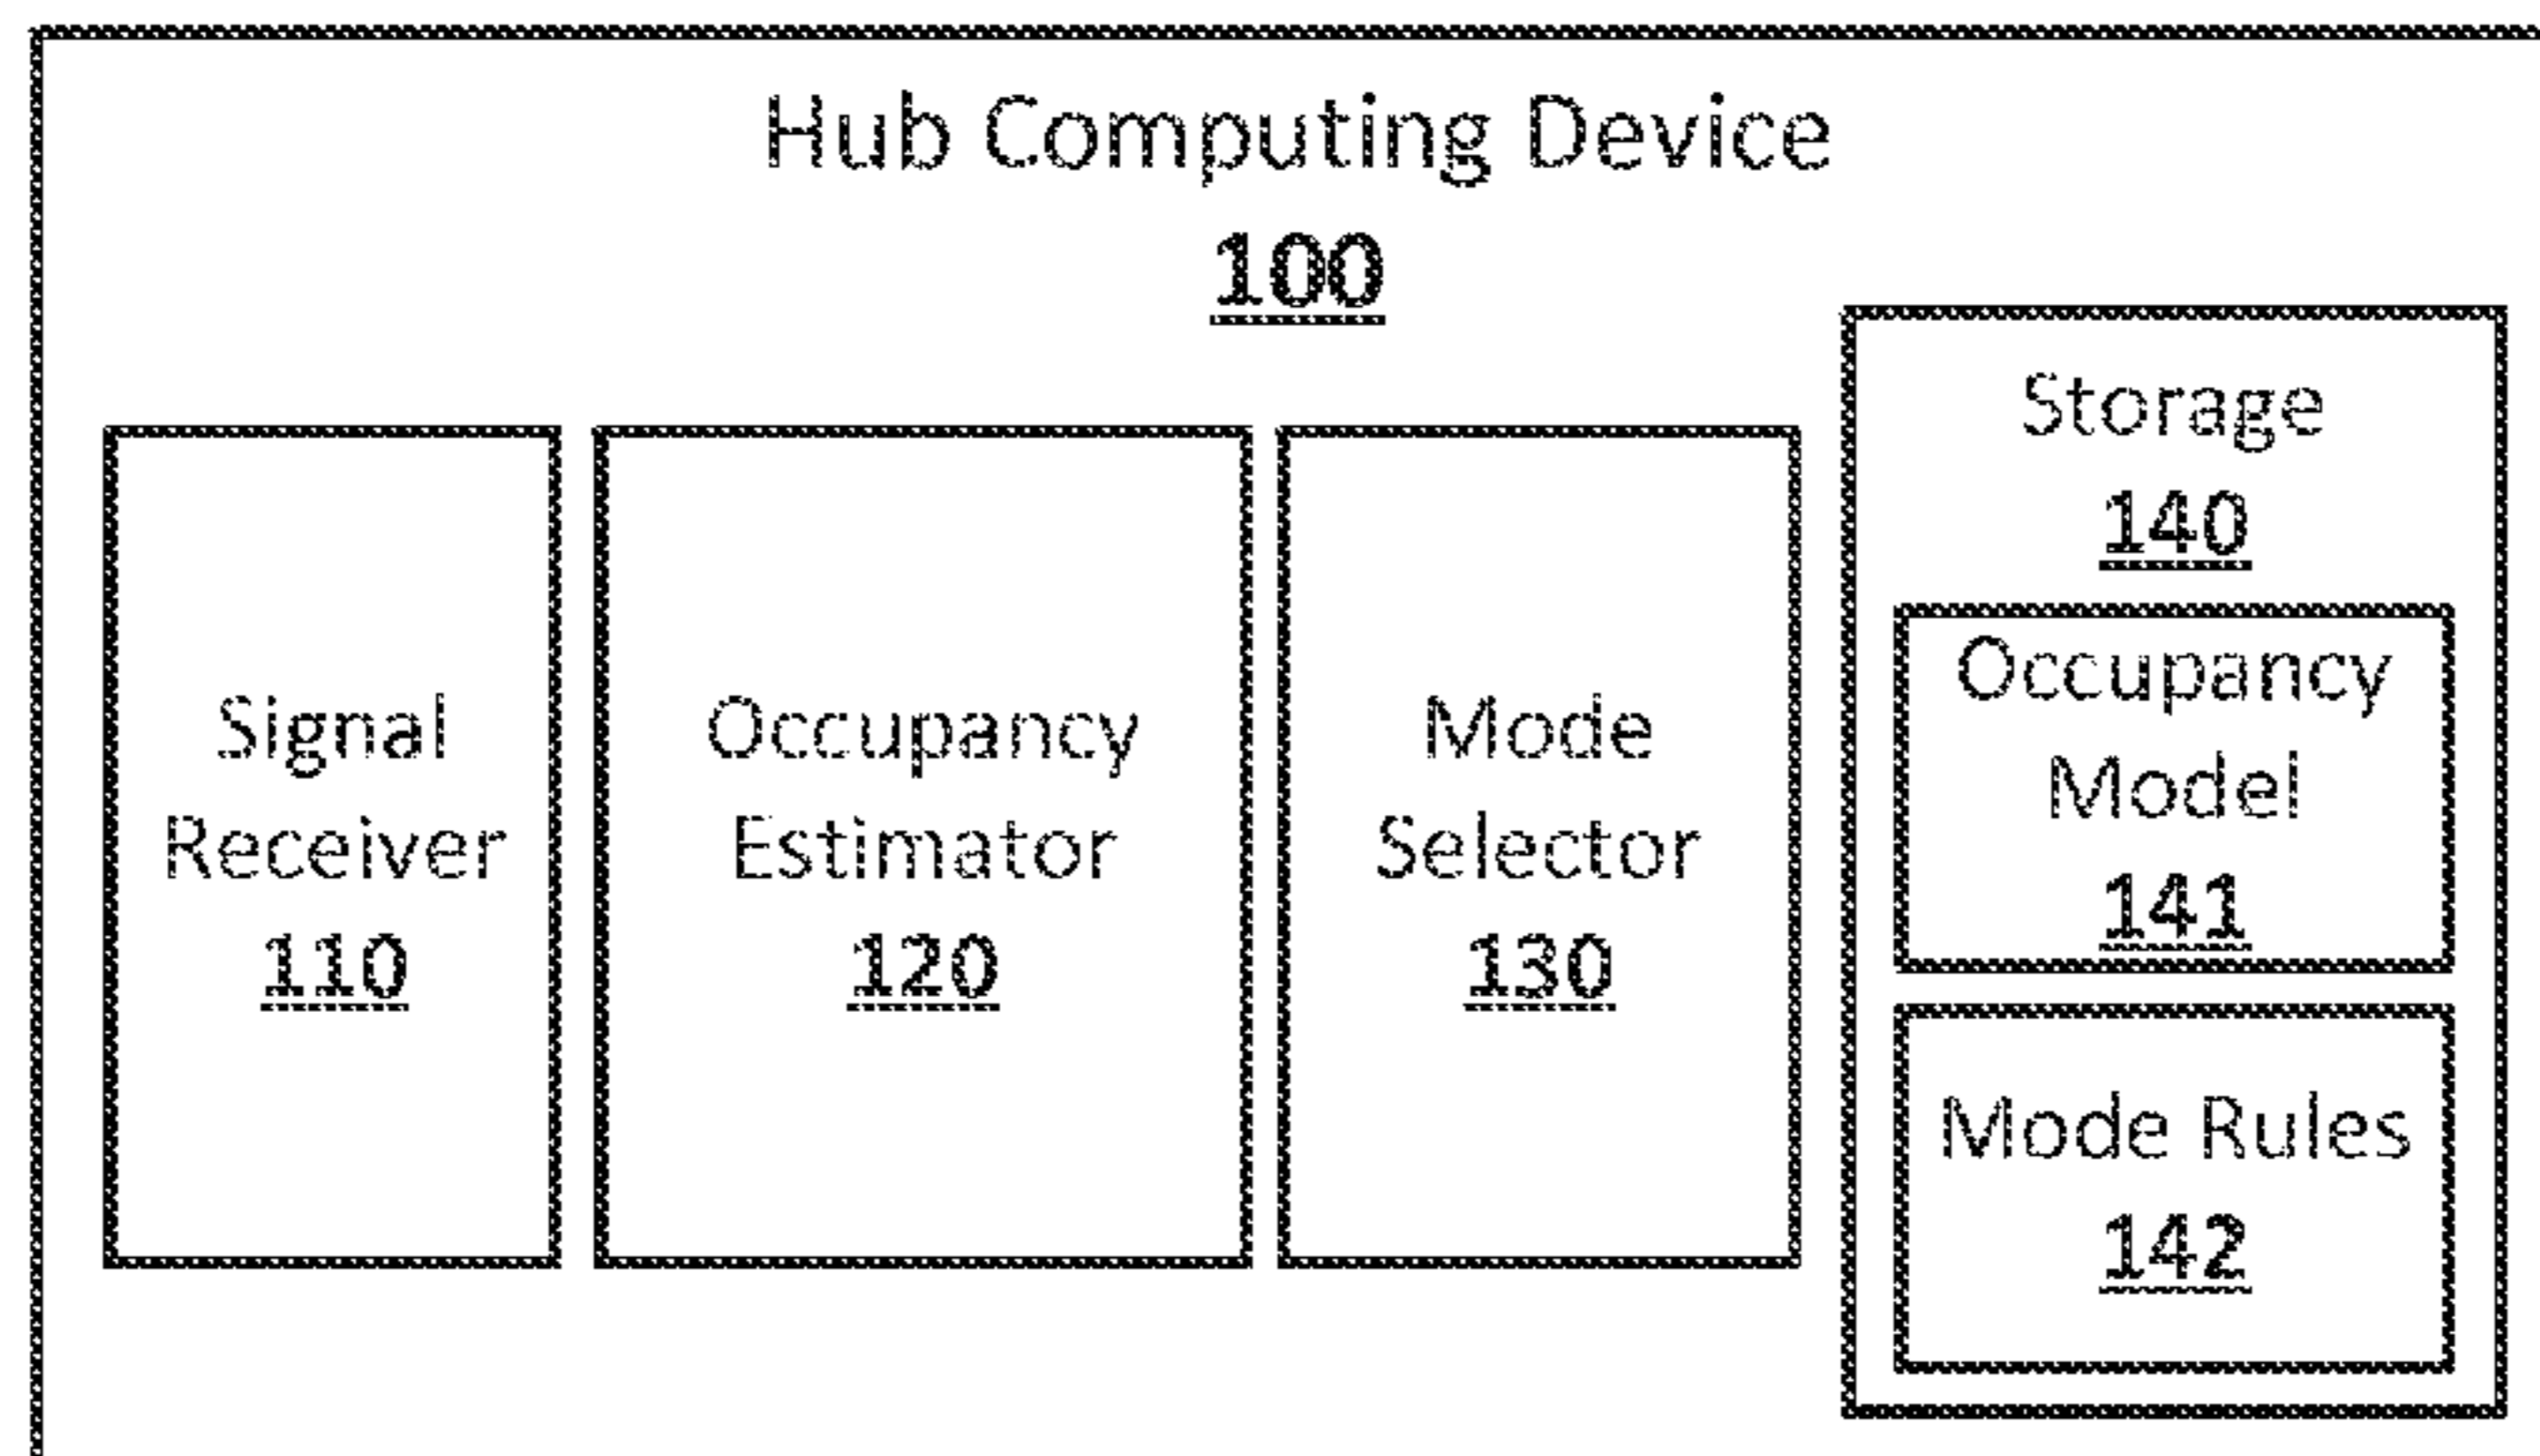 Hub Computing Device
100
Signal
Receiver
110
Occupancy
Estimator
120
Mode
Selector
130
Storage
140
Occupancy
Model
141
Mode Rules
142